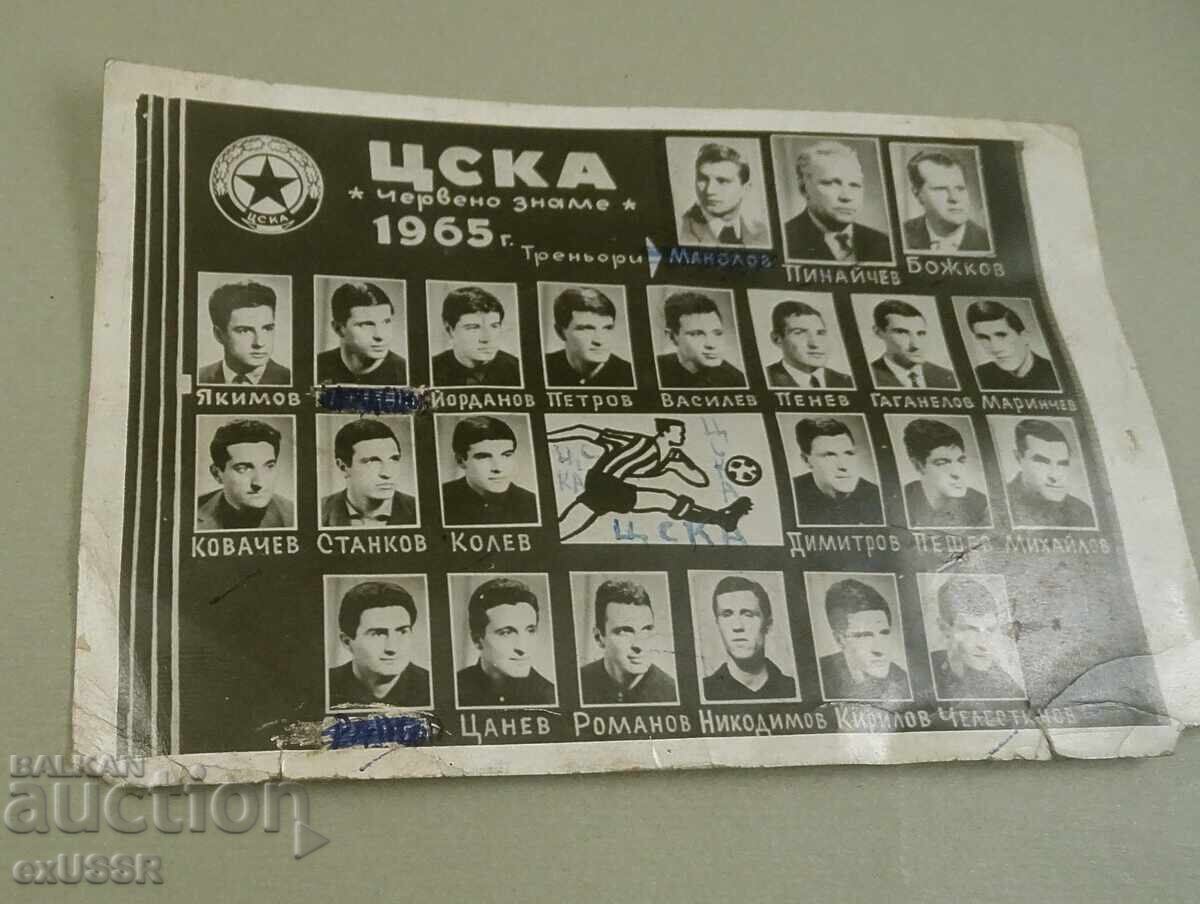 ЦСКА
ЦСКА
* червено знаме *
1965 г.
Треньори
Манолов ПИНАЙЧЕВ БОЖКОВ
ЯКИМОВ ЙОРДАНОВ ПЕТРОВ ВАСИЛЕВ ПЕНЕВ ГАГАНЕЛОВ МАРИНЧЕВ
ЦСКА
ЦСКА
ЦСКА
КОВАЧЕВ СТАНКОВ КОЛЕВ ДИМИТРОВ ПЕШЕВ МИХАЙЛОВ
ЦАНЕВ РОМАНОВ НИКОДИМОВ КИРИЛОВ
BALKAN
auction
exUSSR